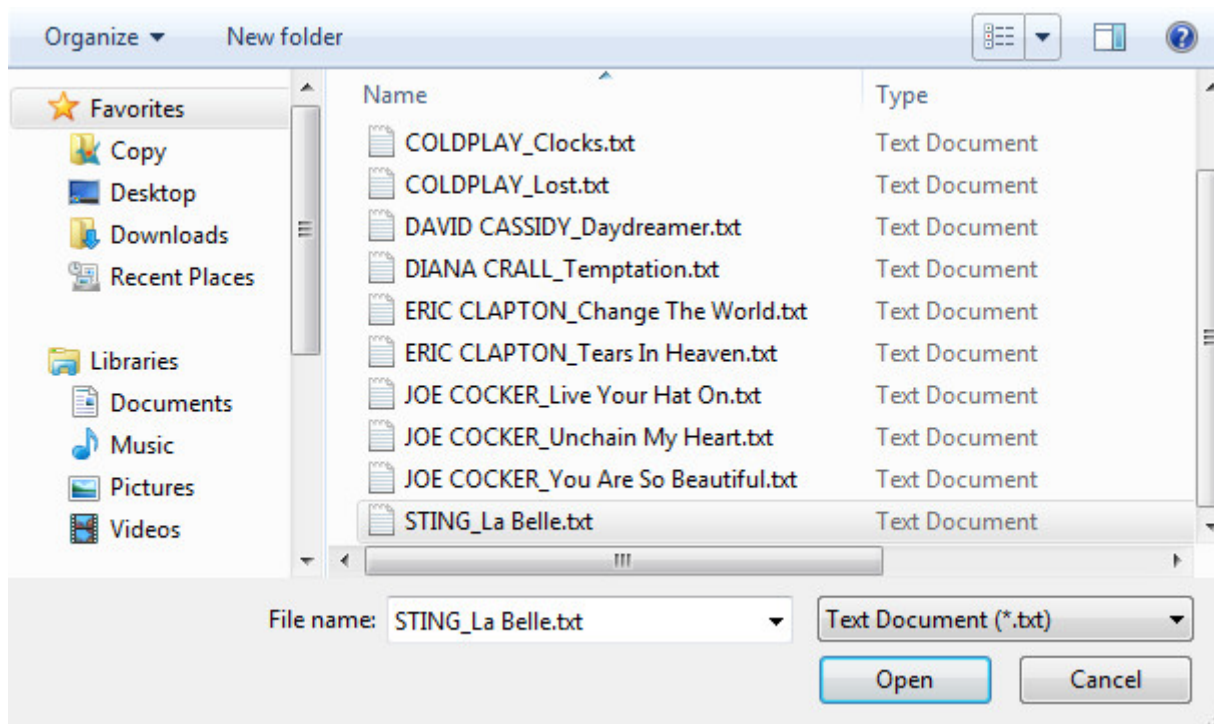 Organize New folder
Favorites
Copy
Desktop
Downloads
Recent Places
Libraries
Documents
Music
Pictures
Videos
Name Type
COLDPLAY_Clocks.txt Text Document
COLDPLAY_Lost.txt Text Document
DAVID CASSIDY_Daydreamer.txt Text Document
DIANA CRALL_Temptation.txt Text Document
ERIC CLAPTON_Change The World.txt Text Document
ERIC CLAPTON_Tears In Heaven.txt Text Document
JOE COCKER_Live Your Hat On.txt Text Document
JOE COCKER_Unchain My Heart.txt Text Document
JOE COCKER_You Are So Beautiful.txt Text Document
STING_La Belle.txt Text Document
File name: STING_La Belle.txt Text Document (*.txt)
Open Cancel